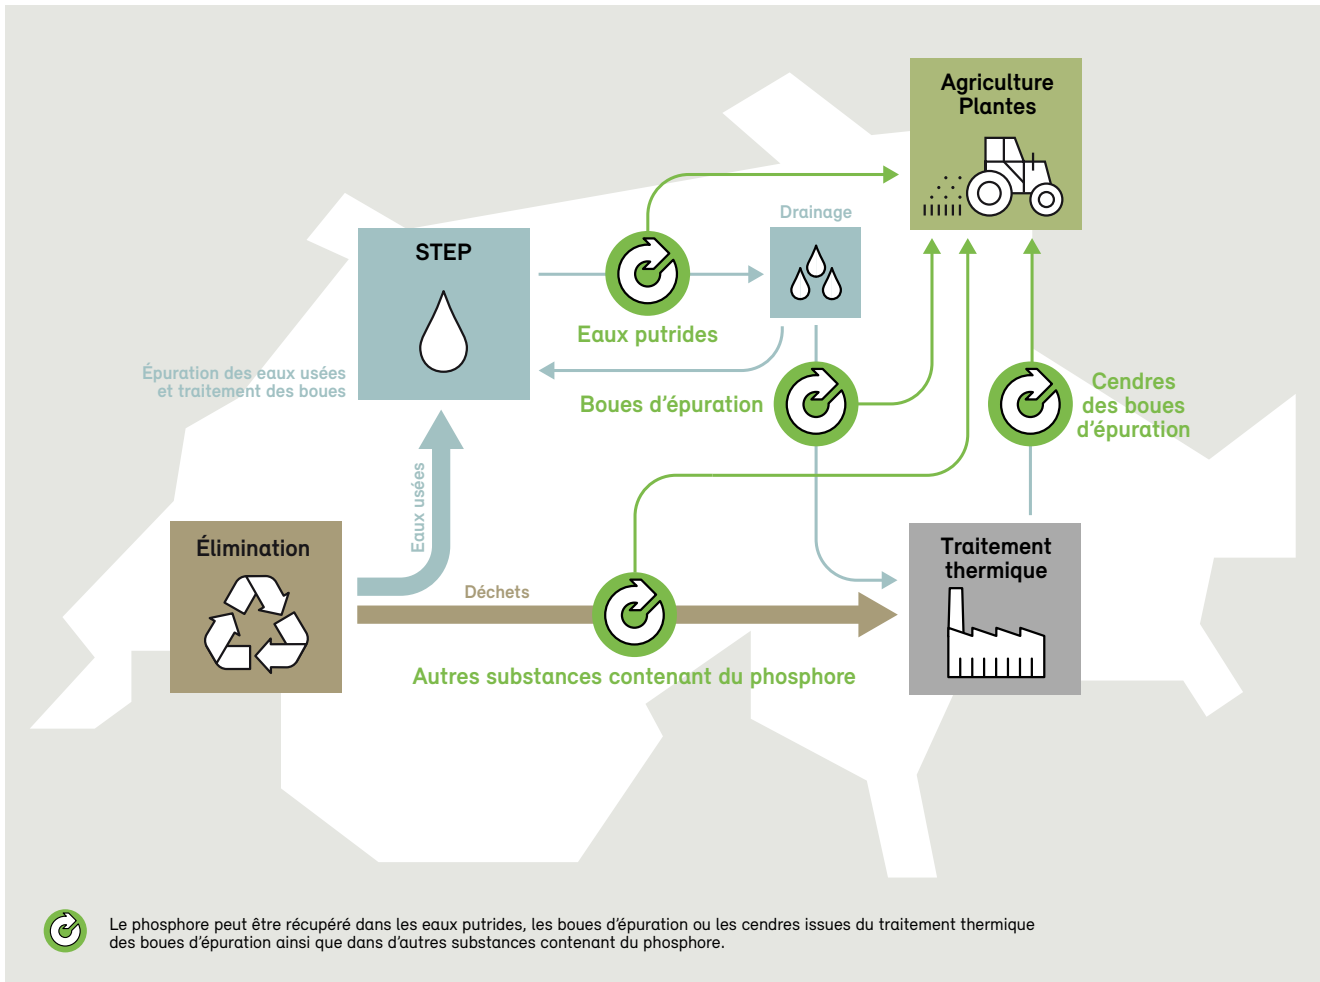 Agriculture
Plantes
Drainage
STEP
Eaux putrides
Épuration des eaux usées
et traitement des boues
Boues d’épuration
Cendres
des boues
d’épuration
Eaux usées
Élimination
Traitement
thermique
Déchets
Autres substances contenant du phosphore
Le phosphore peut être récupéré dans les eaux putrides, les boues d’épuration ou les cendres issues du traitement thermique
des boues d’épuration ainsi que dans d’autres substances contenant du phosphore.